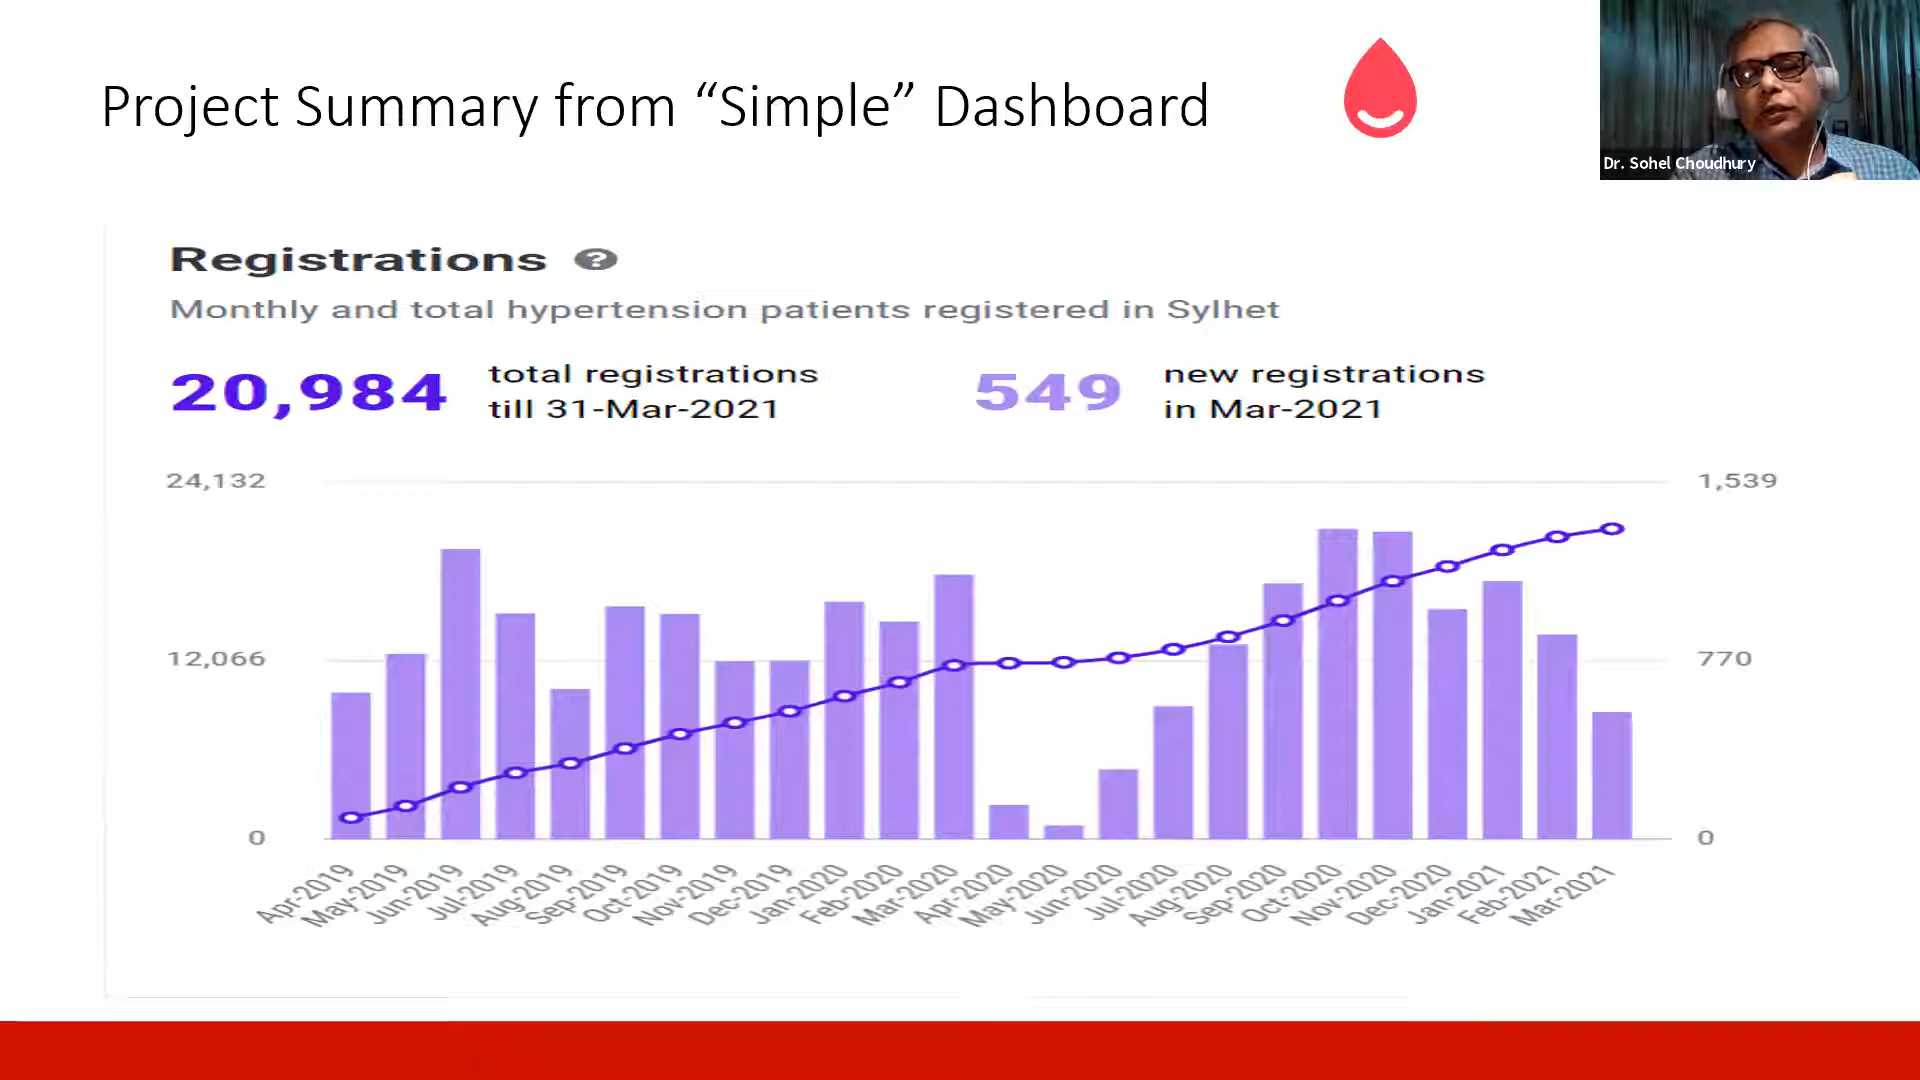 Project Summary from “Simple” Dashboard
Dr. Sohel Choudhury
Registrations ?
Monthly and total hypertension patients registered in Sylhet
20,984 total registrations till 31-Mar-2021
549 new registrations in Mar-2021
24,132
1,539
12,066
770
0
0
Apr-2019
May-2019
Jun-2019
Jul-2019
Aug-2019
Sep-2019
Oct-2019
Nov-2019
Dec-2019
Jan-2020
Feb-2020
Mar-2020
Apr-2020
May-2020
Jun-2020
Jul-2020
Aug-2020
Sep-2020
Oct-2020
Nov-2020
Dec-2020
Jan-2021
Feb-2021
Mar-2021